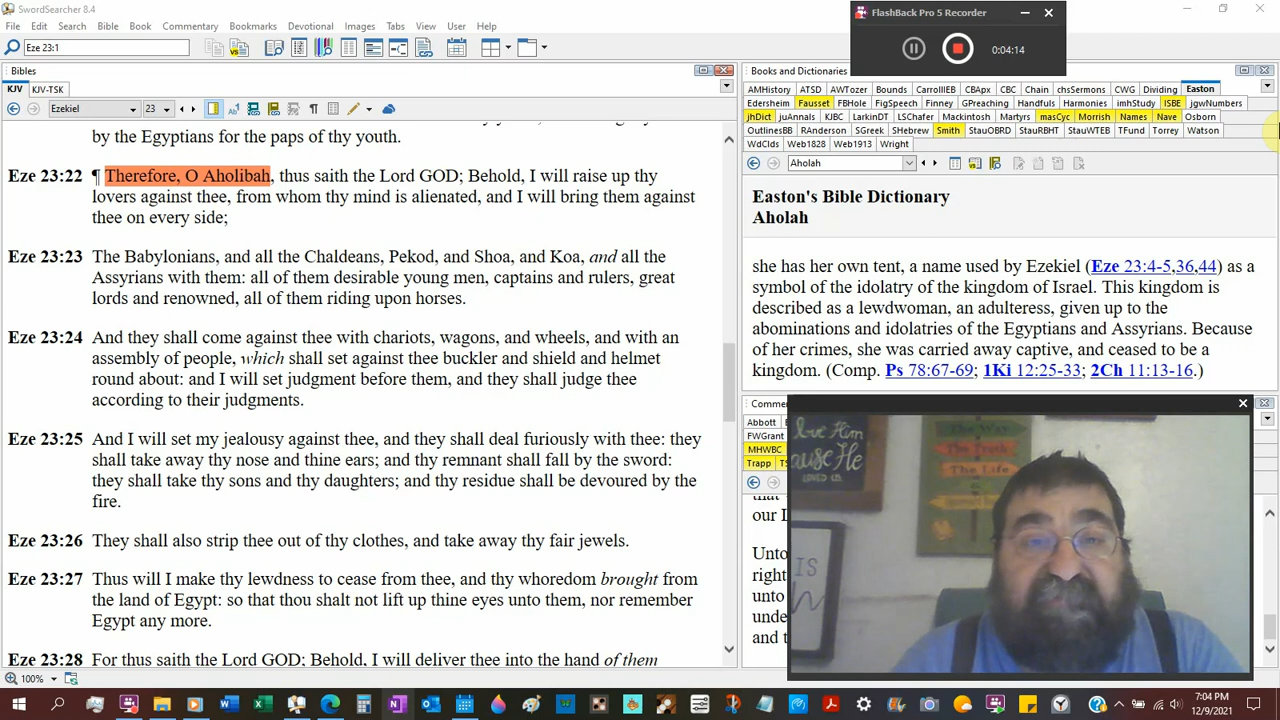 SwordSearcher 8.4
File Edit Search Bible Book Commentary Bookmarks Devotional Images Tabs View User Help
Eze 23:1
Bibles
KJV KJV-TSK
Ezekiel 23
by the Egyptians for the paps of thy youth.
Eze 23:22 ¶ Therefore, O Aholibah, thus saith the Lord GOD; Behold, I will raise up thy
lovers against thee, from whom thy mind is alienated, and I will bring them against
thee on every side;
Eze 23:23 The Babylonians, and all the Chaldeans, Pekod, and Shoa, and Koa, and all the
Assyrians with them: all of them desirable young men, captains and rulers, great
lords and renowned, all of them riding upon horses.
Eze 23:24 And they shall come against thee with chariots, wagons, and wheels, and with an
assembly of people, which shall set against thee buckler and shield and helmet
round about: and I will set judgment before them, and they shall judge thee
according to their judgments.
Eze 23:25 And I will set my jealousy against thee, and they shall deal furiously with thee: they
shall take away thy nose and thine ears; and thy remnant shall fall by the sword:
they shall take thy sons and thy daughters; and thy residue shall be devoured by the
fire.
Eze 23:26 They shall also strip thee out of thy clothes, and take away thy fair jewels.
Eze 23:27 Thus will I make thy lewdness to cease from thee, and thy whoredom brought from
the land of Egypt: so that thou shalt not lift up thine eyes unto them, nor remember
Egypt any more.
Eze 23:28 For thus saith the Lord GOD; Behold, I will deliver thee into the hand of them
100%
FlashBack Pro 5 Recorder
0:04:14
Books and Dictionaries
AMHistory ATSD AWTozer Bounds CarrollEB CBApx CBC Chain chsSermons CWG Dividing Easton
Edersheim Fausset FBHole FigSpeech Finney GPreaching Handfuls Harmonies imhStudy ISBE jgwNumbers
jhDict juAnnals KJBC LarkinDT LSChafer Mackintosh masCyc Morrish Names Nave Osborn
OutlinesBB RAnderson SGreek SHebrew Smith StauOBRD StauRBHT StauWTEB TFund Torrey Watson
WdClds Web1828 Web1913 Wright
Aholah
Easton's Bible Dictionary
Aholah
she has her own tent, a name used by Ezekiel (Eze 23:4-5,36,44) as a
symbol of the idolatry of the kingdom of Israel. This kingdom is
described as a lewdwoman, an adulteress, given up to the
abominations and idolatries of the Egyptians and Assyrians. Because
of her crimes, she was carried away captive, and ceased to be a
kingdom. (Comp. Ps 78:67-69; 1Ki 12:25-33; 2Ch 11:13-16.)
Abbott
FWGrant
MHWBC
Trapp
that
our
Unto
right
unto
unde
and t
love Him
cause He
LOVED US.
The Way
The Truth
The Life
IS
7:04 PM
12/9/2021